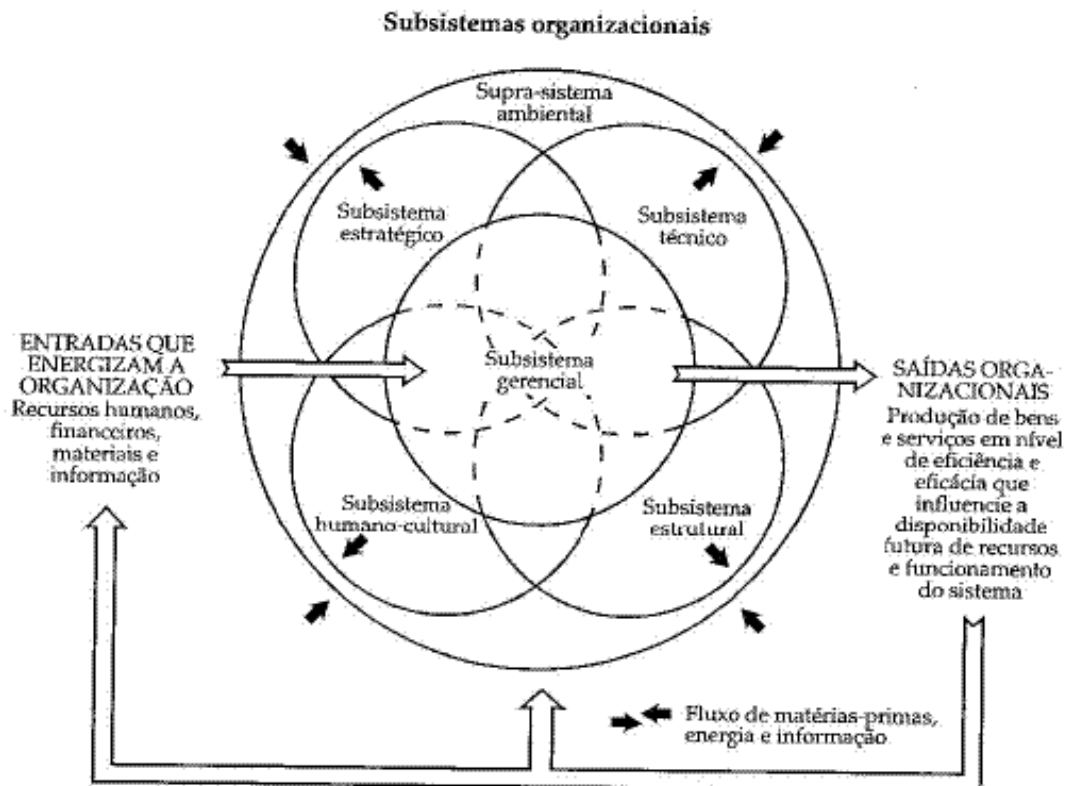 Subsistemas organizacionais
Supra-sistema
ambiental
Subsistema
estratégico
Subsistema
técnico
ENTRADAS QUE
ENERGIZAM A
ORGANIZAÇÃO
Recursos humanos,
financeiros,
materiais e
informação
Subsistema
gerencial
SAÍDAS ORGA-
NIZACIONAIS
Produção de bens
e serviços em nível
de eficiência e
eficácia que
influencie a
disponibilidade
futura de recursos
e funcionamento
do sistema
Subsistema
humano-cultural
Subsistema
estrutural
Fluxo de matérias-primas,
energia e informação